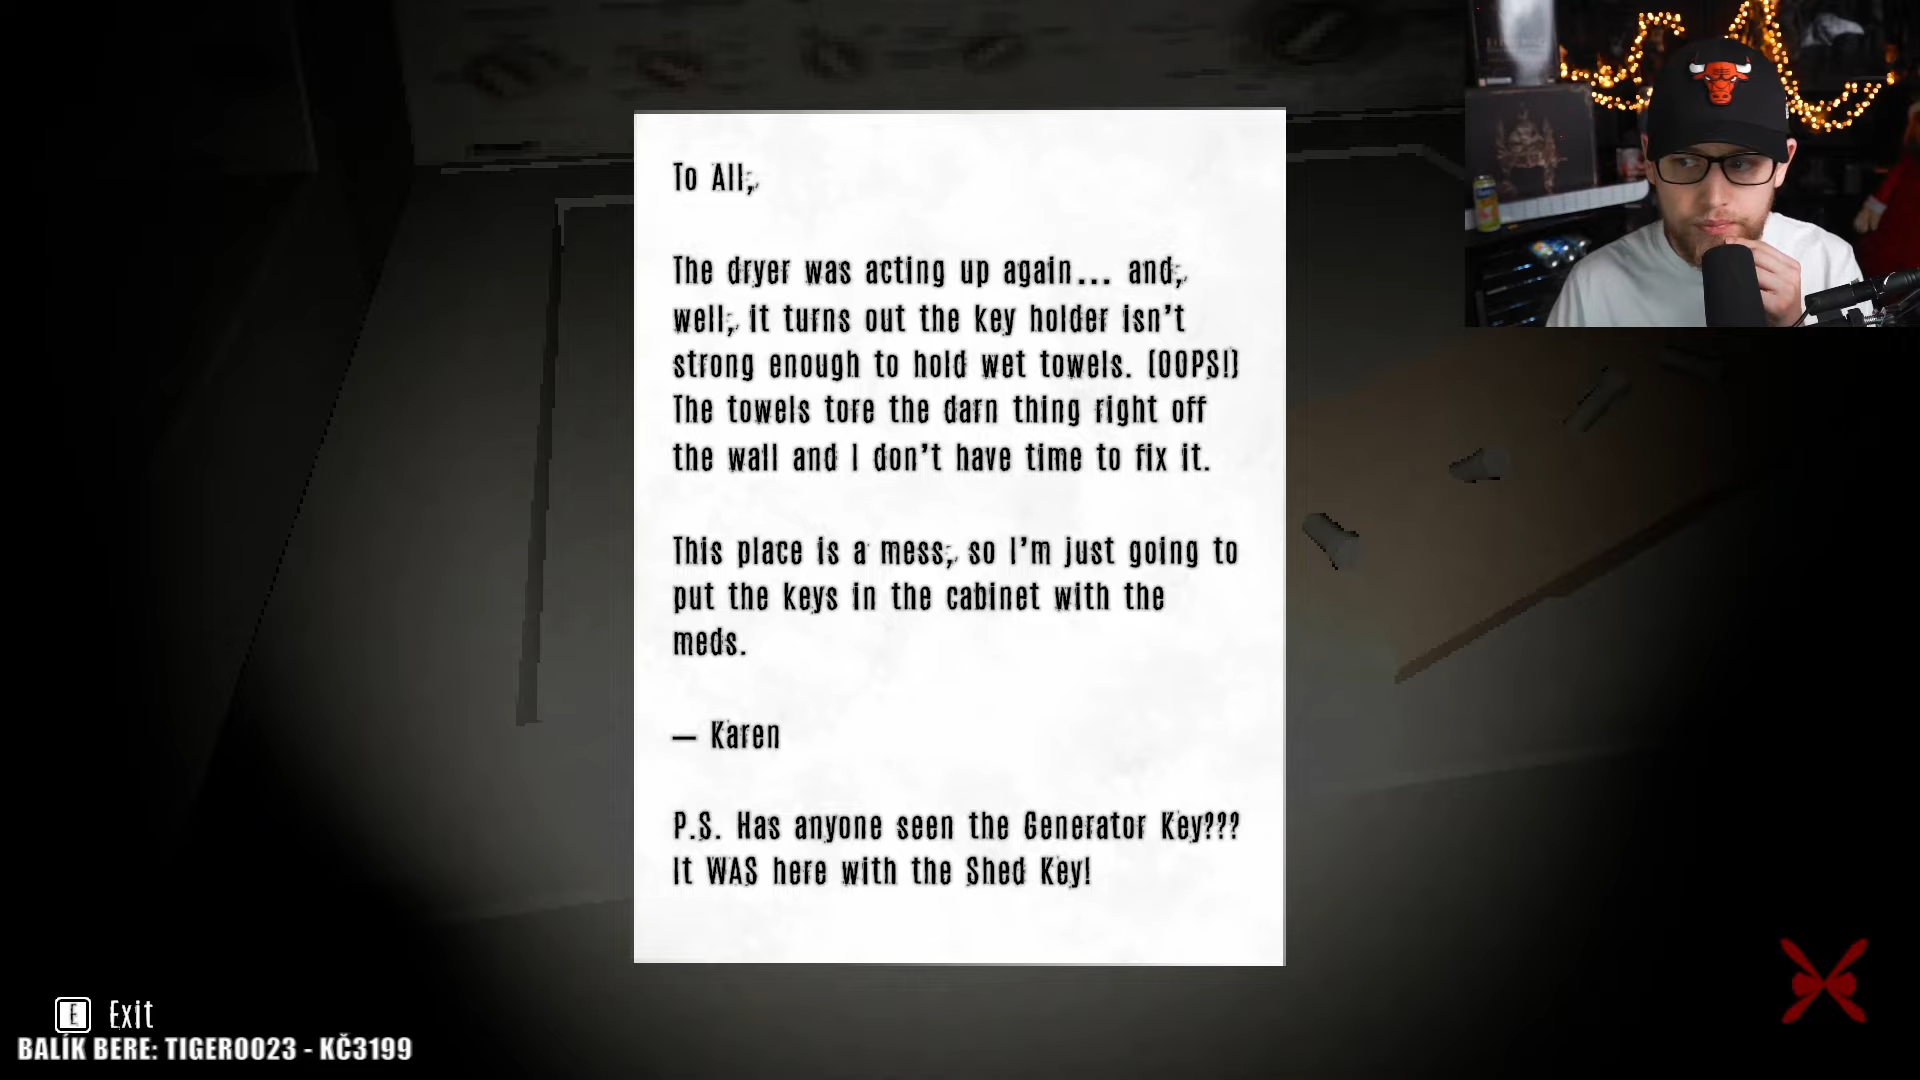 To All,
The dryer was acting up again... and,
well, it turns out the key holder isn't
strong enough to hold wet towels. (OOPS!)
The towels tore the darn thing right off
the wall and I don't have time to fix it.
This place is a mess, so I'm just going to
put the keys in the cabinet with the
meds.
— Karen
P.S. Has anyone seen the Generator Key???
It WAS here with the Shed Key!
E Exit
BALÍK BERE: TIGER0023 - KČ3199